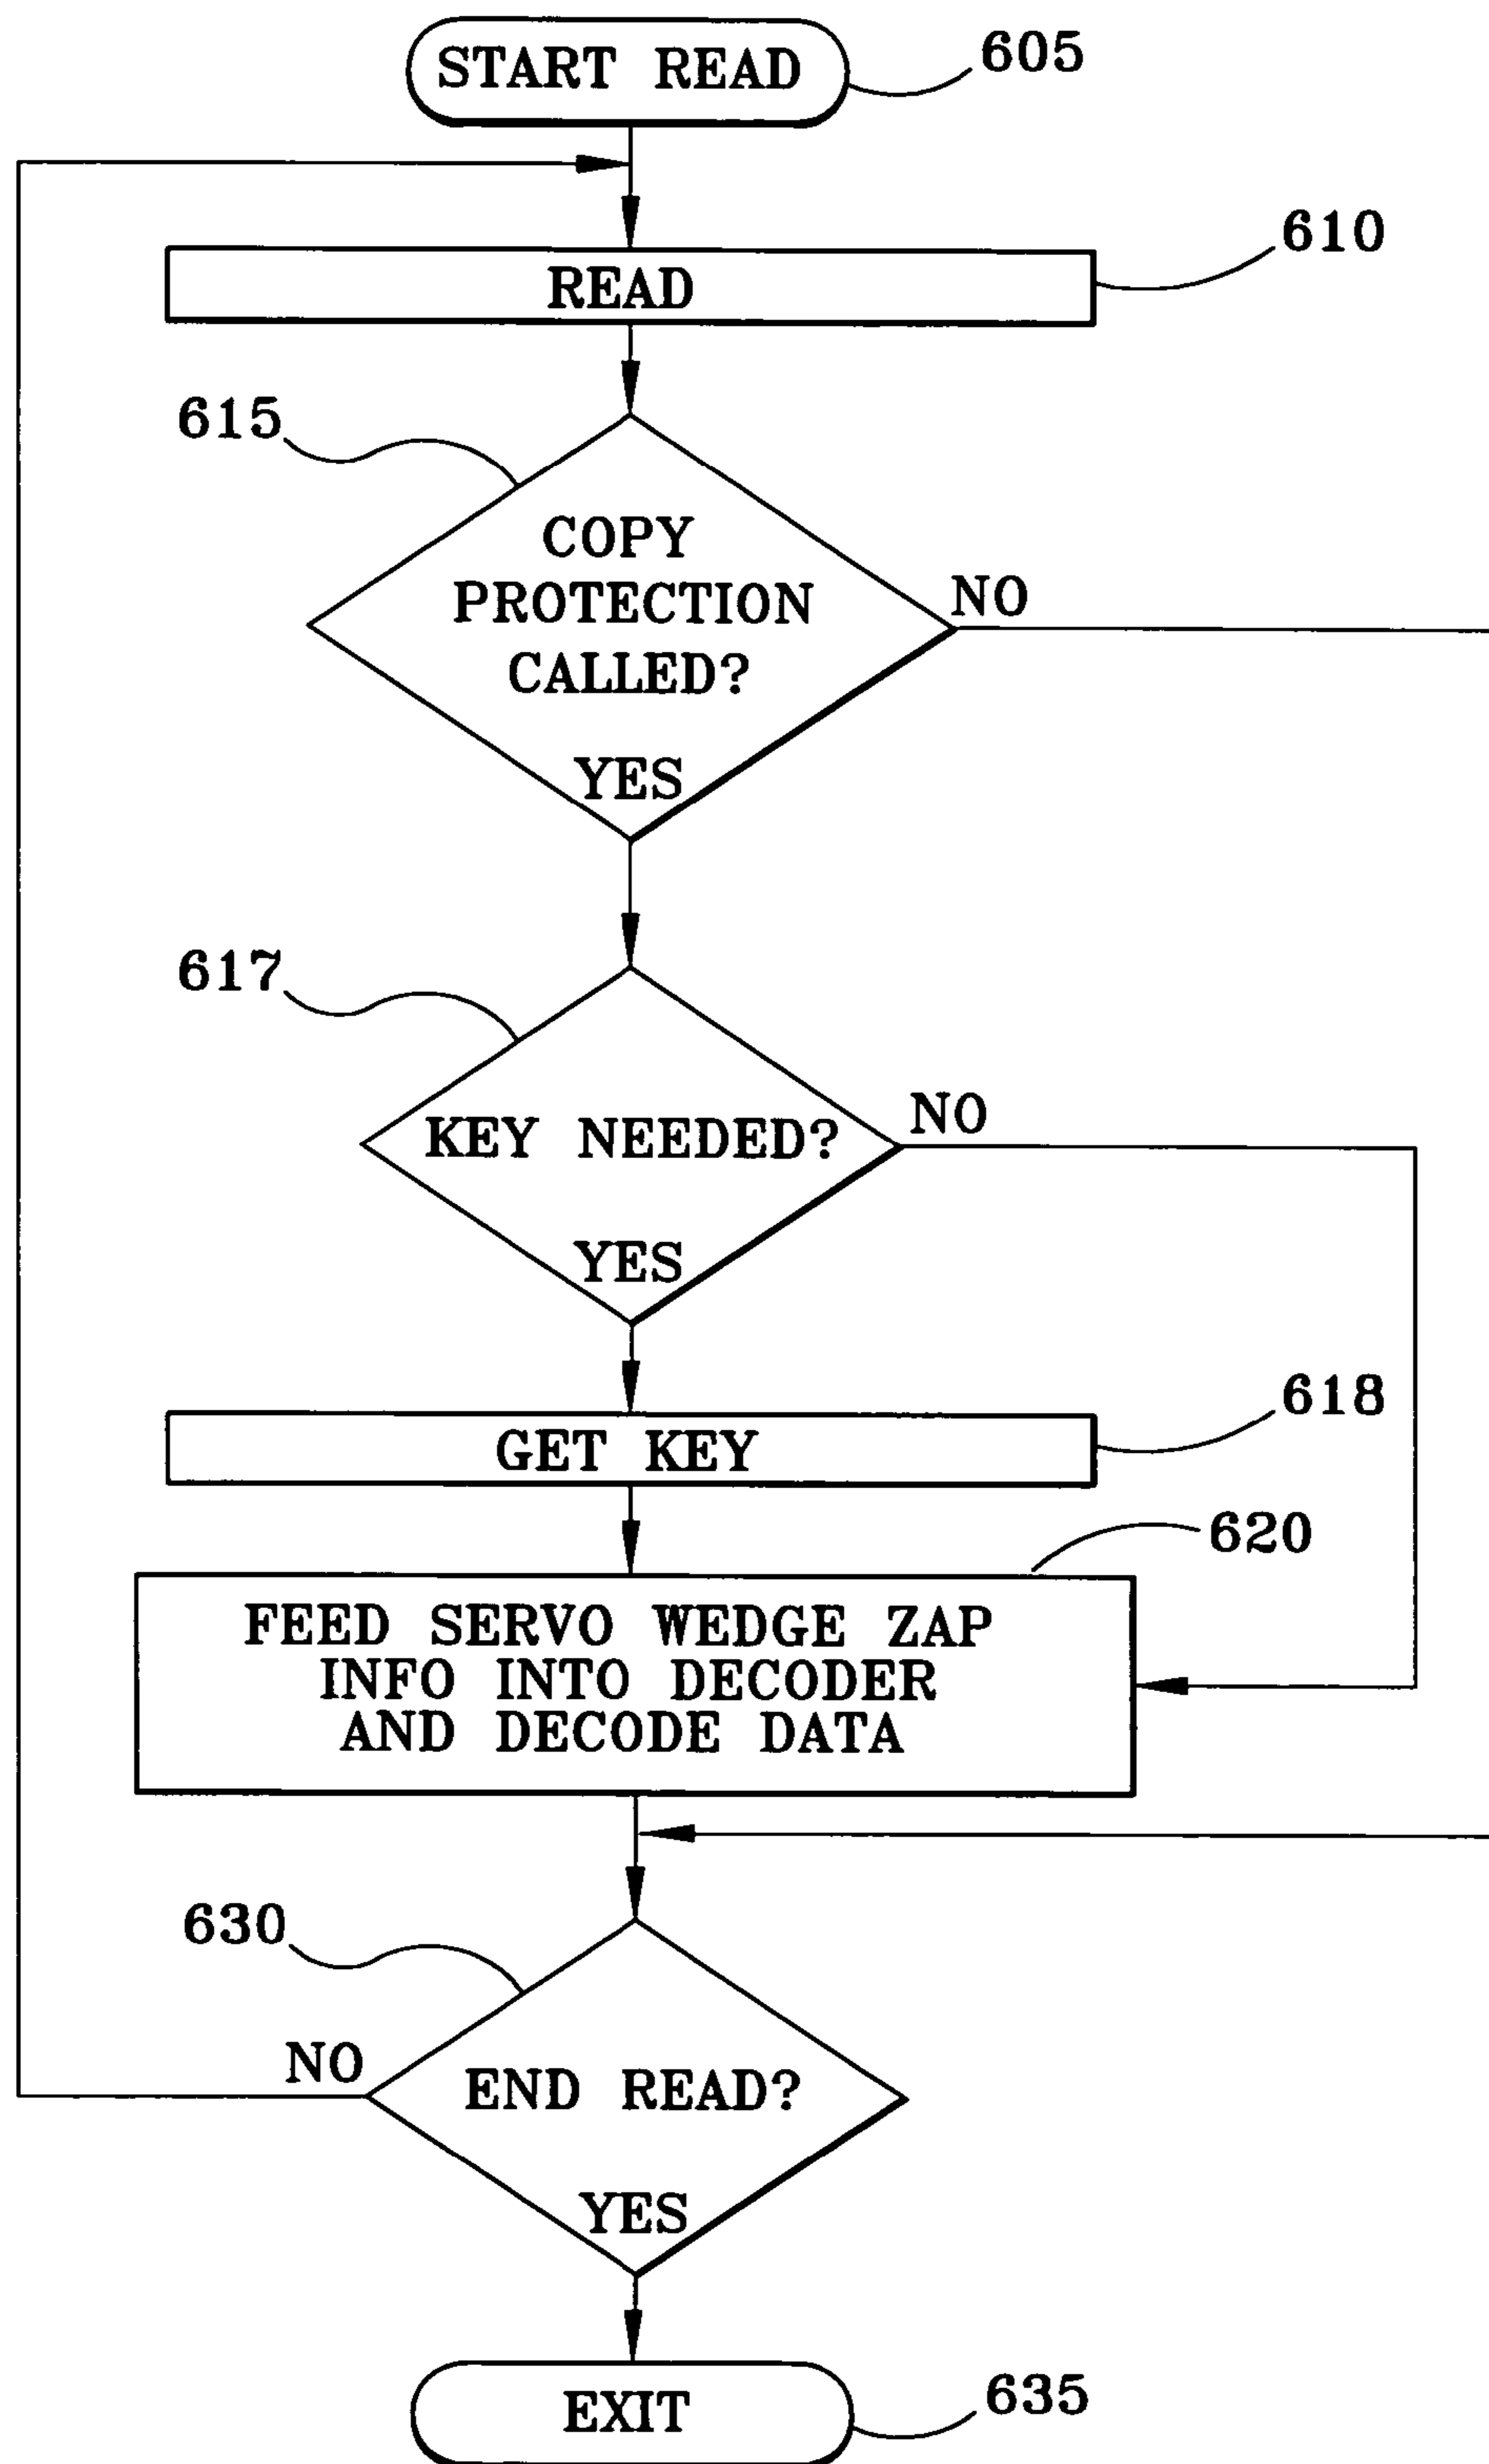 START READ
605
610
READ
615
COPY
PROTECTION
CALLED?
NO
YES
617
KEY NEEDED?
NO
YES
618
GET KEY
620
FEED SERVO WEDGE ZAP
INFO INTO DECODER
AND DECODE DATA
630
NO
END READ?
YES
EXIT
635